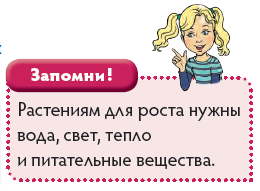 Запомни!
Растениям для роста нужны
вода, свет, тепло
и питательные вещества.